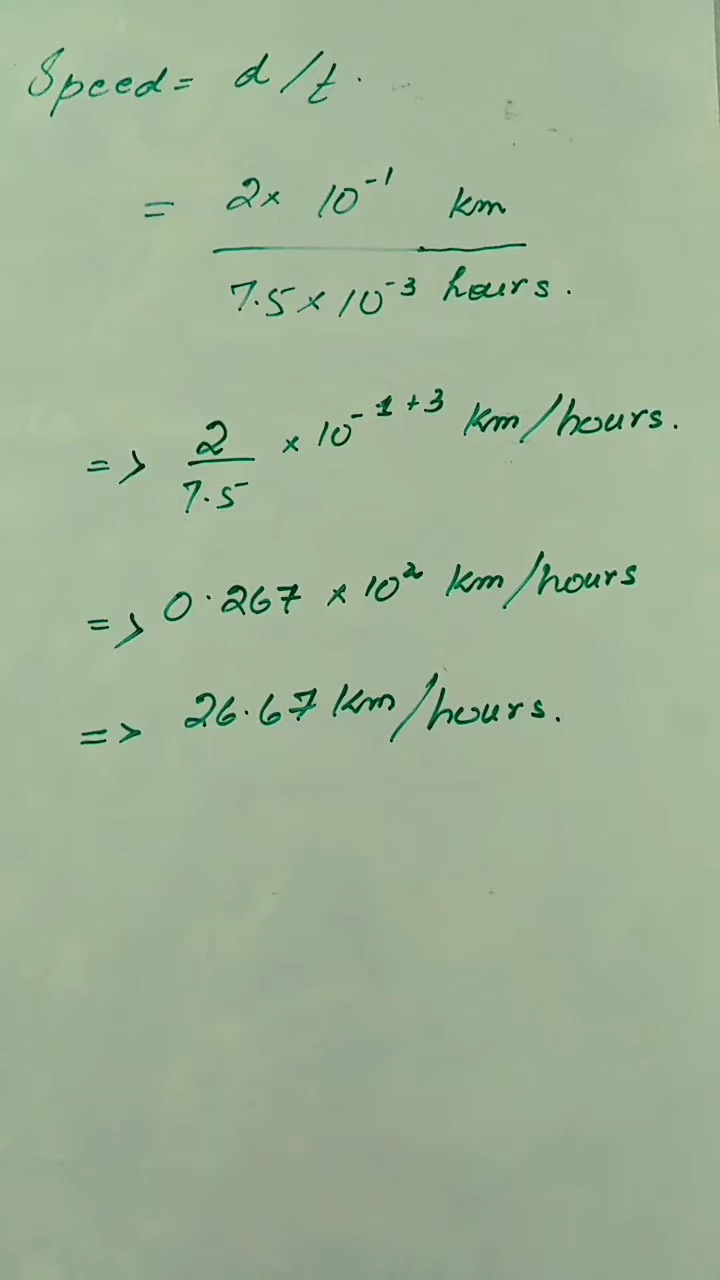 Speed = d/t.
= 2 × 10⁻¹ km
7.5 × 10⁻³ hours.
=> 2/7.5 × 10⁻¹⁺³ km/hours.
=> 0.267 × 10² km/hours
=> 26.67 km/hours.